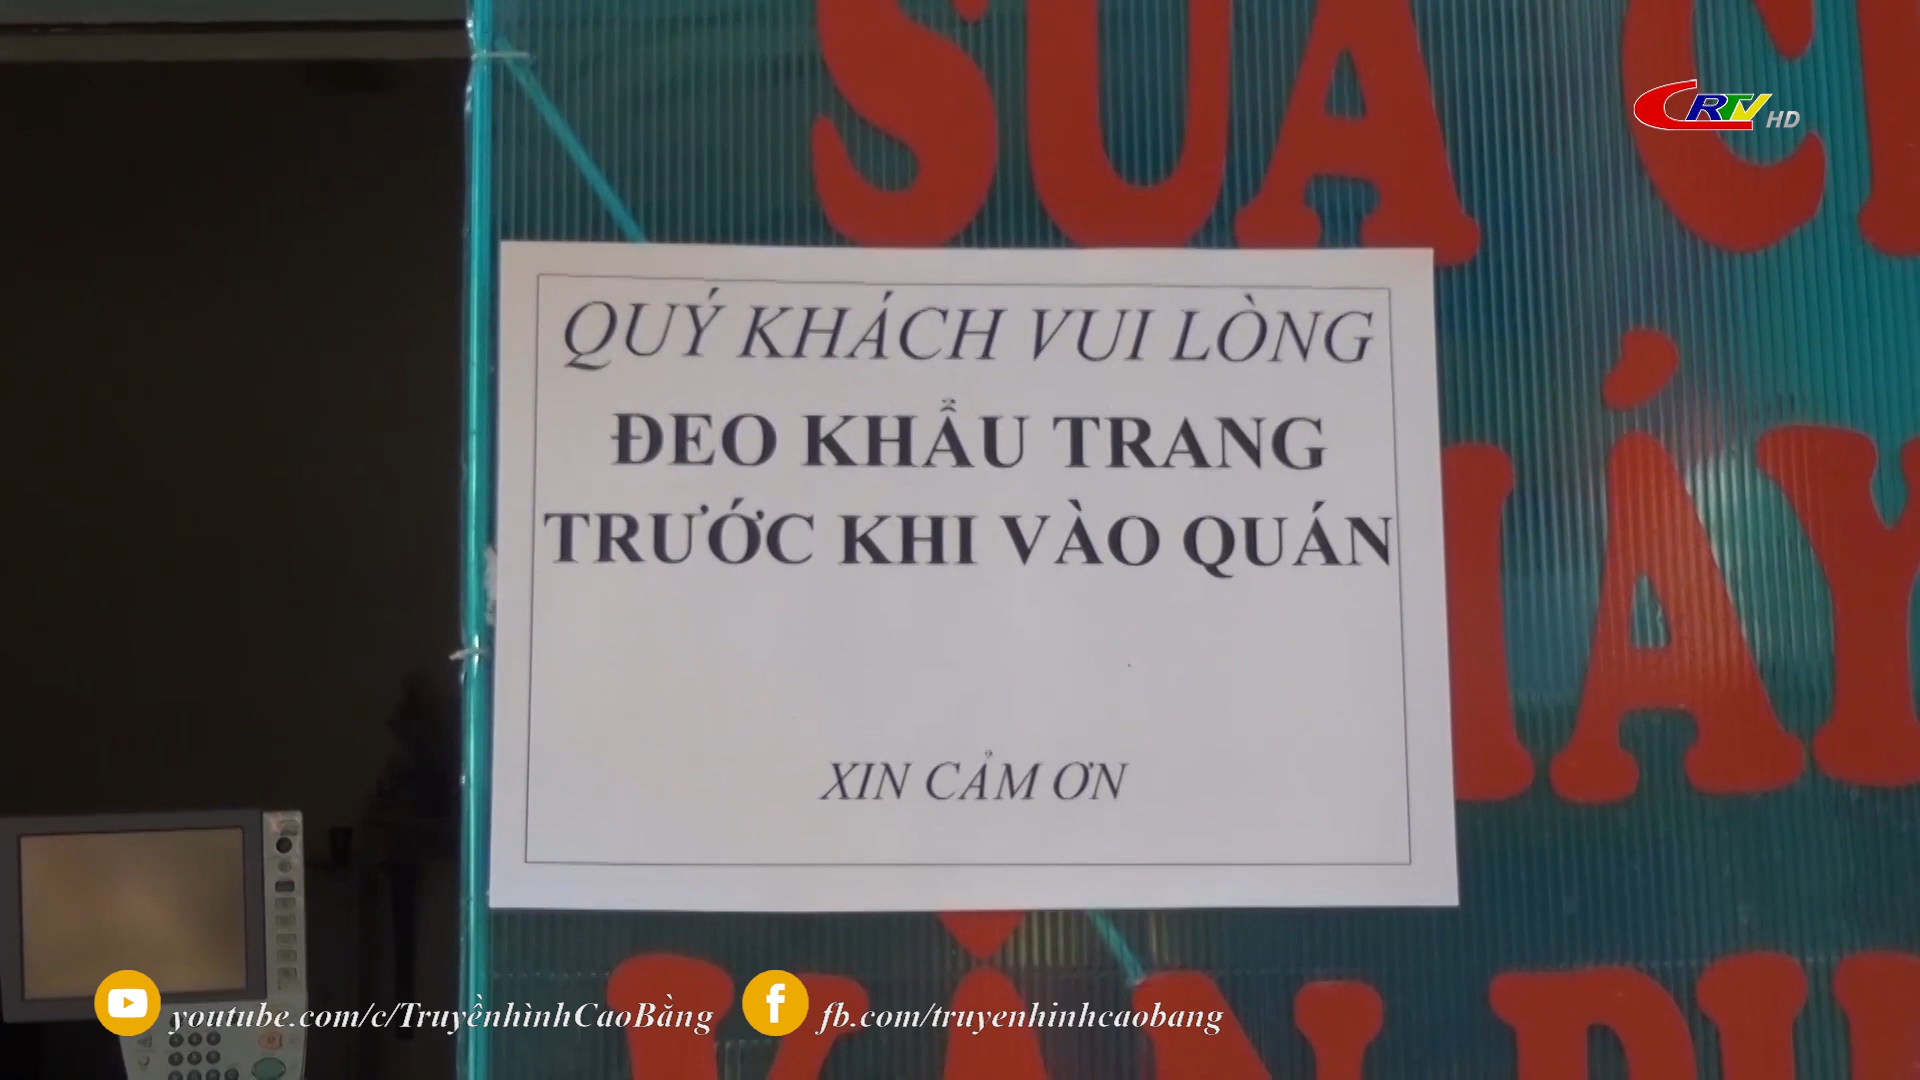 CRTV HD
QUÝ KHÁCH VUI LÒNG
ĐEO KHẨU TRANG
TRƯỚC KHI VÀO QUÁN
XIN CẢM ƠN
youtube.com/c/TruyềnhìnhCaoBằng
fb.com/truyenhinhcaobang